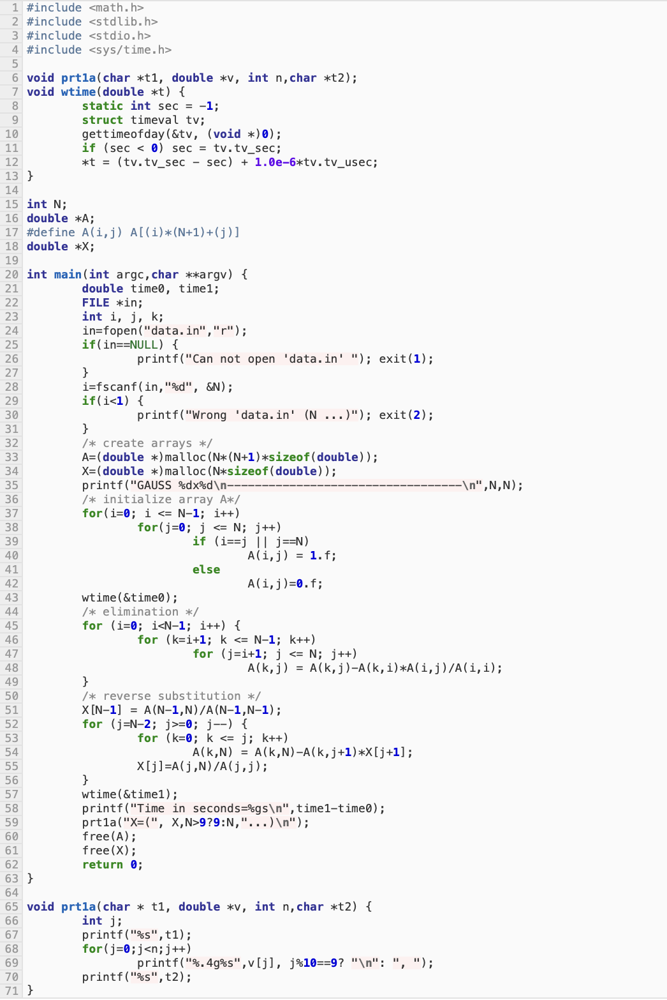 1 #include <math.h>
2 #include <stdlib.h>
3 #include <stdio.h>
4 #include <sys/time.h>
5
6 void prt1a(char *t1, double *v, int n,char *t2);
7 void wtime(double *t) {
8         static int sec = -1;
9         struct timeval tv;
10         gettimeofday(&tv, (void *)0);
11         if (sec < 0) sec = tv.tv_sec;
12         *t = (tv.tv_sec - sec) + 1.0e-6*tv.tv_usec;
13 }
14
15 int N;
16 double *A;
17 #define A(i,j) A[(i)*(N+1)+(j)]
18 double *X;
19
20 int main(int argc,char **argv) {
21         double time0, time1;
22         FILE *in;
23         int i, j, k;
24         in=fopen("data.in","r");
25         if(in==NULL) {
26                 printf("Can not open 'data.in' "); exit(1);
27         }
28         i=fscanf(in,"%d", &N);
29         if(i<1) {
30                 printf("Wrong 'data.in' (N ...)"); exit(2);
31         }
32         /* create arrays */
33         A=(double *)malloc(N*(N+1)*sizeof(double));
34         X=(double *)malloc(N*sizeof(double));
35         printf("GAUSS %dx%d\n----------------------------------\n",N,N);
36         /* initialize array A*/
37         for(i=0; i <= N-1; i++)
38                 for(j=0; j <= N; j++)
39                         if (i==j || j==N)
40                                 A(i,j) = 1.f;
41                         else
42                                 A(i,j)=0.f;
43         wtime(&time0);
44         /* elimination */
45         for (i=0; i<N-1; i++) {
46                 for (k=i+1; k <= N-1; k++)
47                         for (j=i+1; j <= N; j++)
48                                 A(k,j) = A(k,j)-A(k,i)*A(i,j)/A(i,i);
49         }
50         /* reverse substitution */
51         X[N-1] = A(N-1,N)/A(N-1,N-1);
52         for (j=N-2; j>=0; j--) {
53                 for (k=0; k <= j; k++)
54                         A(k,N) = A(k,N)-A(k,j+1)*X[j+1];
55                 X[j]=A(j,N)/A(j,j);
56         }
57         wtime(&time1);
58         printf("Time in seconds=%gs\n",time1-time0);
59         prt1a("X=(", X,N>9?9:N,"...)\n");
60         free(A);
61         free(X);
62         return 0;
63 }
64
65 void prt1a(char * t1, double *v, int n,char *t2) {
66         int j;
67         printf("%s",t1);
68         for(j=0;j<n;j++)
69                 printf("%.4g%s",v[j], j%10==9? "\n": ", ");
70         printf("%s",t2);
71 }